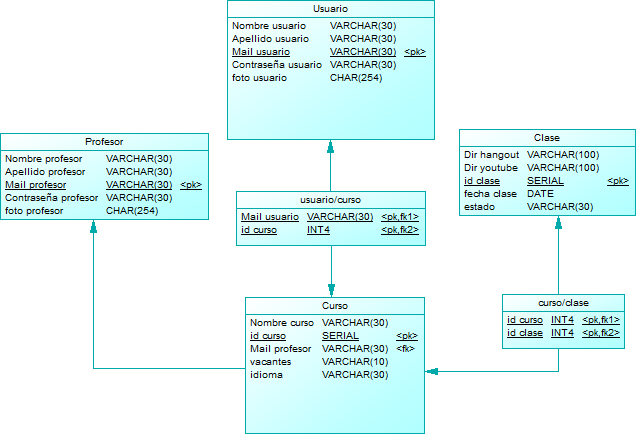 Usuario
Nombre usuario VARCHAR(30)
Apellido usuario VARCHAR(30)
Mail usuario VARCHAR(30) <pk>
Contraseña usuario VARCHAR(30)
foto usuario CHAR(254)
Profesor
Nombre profesor VARCHAR(30)
Apellido profesor VARCHAR(30)
Mail profesor VARCHAR(30) <pk>
Contraseña profesor VARCHAR(30)
foto profesor CHAR(254)
Clase
Dir hangout VARCHAR(100)
Dir youtube VARCHAR(100)
id clase SERIAL <pk>
fecha clase DATE
estado VARCHAR(30)
usuario/curso
Mail usuario VARCHAR(30) <pk,fk1>
id curso INT4 <pk,fk2>
Curso
Nombre curso VARCHAR(30)
id curso SERIAL <pk>
Mail profesor VARCHAR(30) <fk>
vacantes VARCHAR(10)
idioma VARCHAR(30)
curso/clase
id curso INT4 <pk,fk1>
id clase INT4 <pk,fk2>